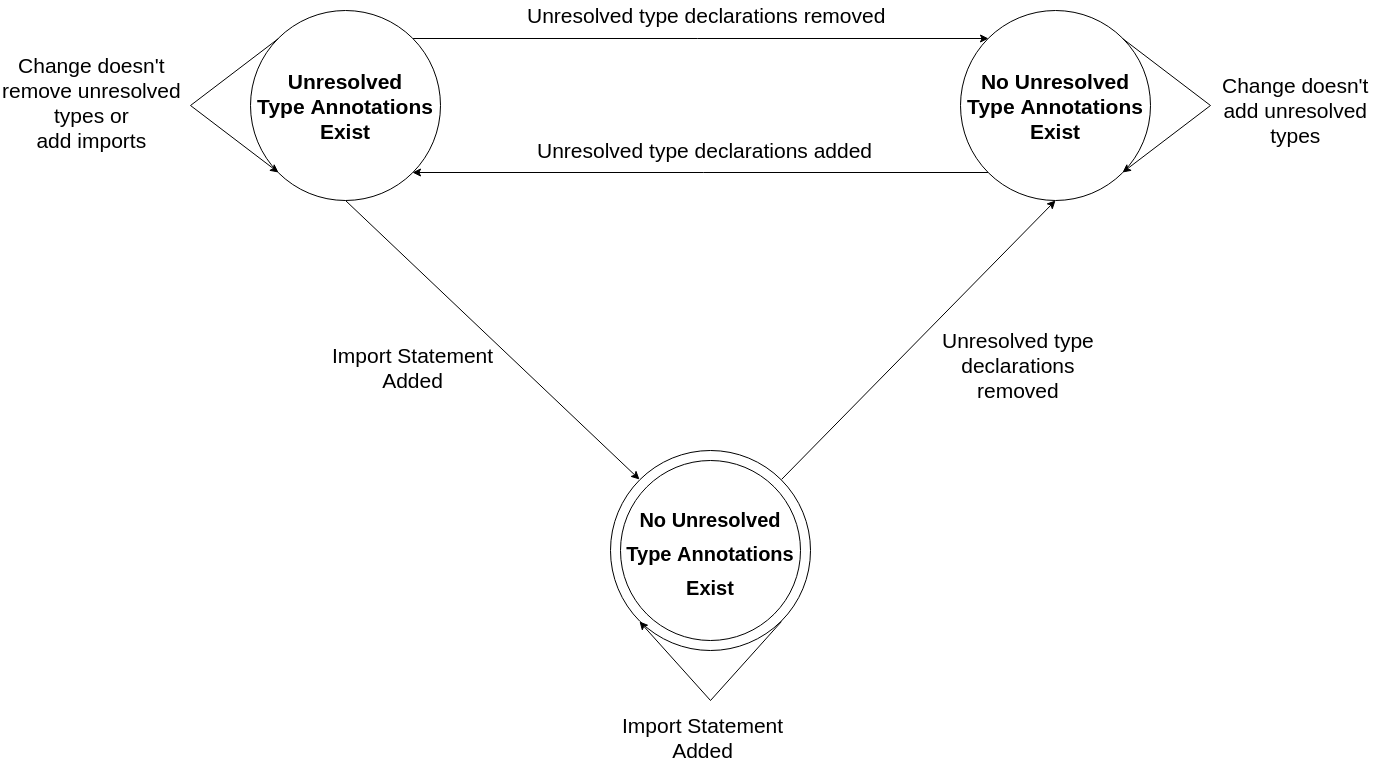 Unresolved type declarations removed
Change doesn't
remove unresolved
types or
add imports
Unresolved
Type Annotations
Exist
No Unresolved
Type Annotations
Exist
Change doesn't
add unresolved
types
Unresolved type declarations added
Import Statement
Added
Unresolved type
declarations
removed
No Unresolved
Type Annotations
Exist
Import Statement
Added